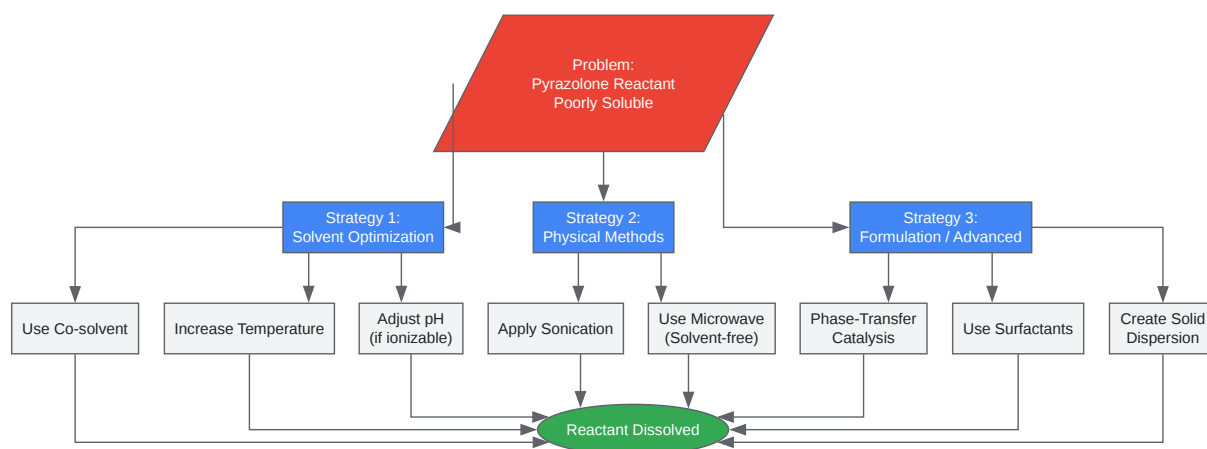 Problem:
Pyrazolone Reactant
Poorly Soluble
Strategy 1:
Solvent Optimization
Strategy 2:
Physical Methods
Strategy 3:
Formulation / Advanced
Use Co-solvent
Increase Temperature
Adjust pH
(if ionizable)
Apply Sonication
Use Microwave
(Solvent-free)
Phase-Transfer
Catalysis
Use Surfactants
Create Solid
Dispersion
Reactant Dissolved